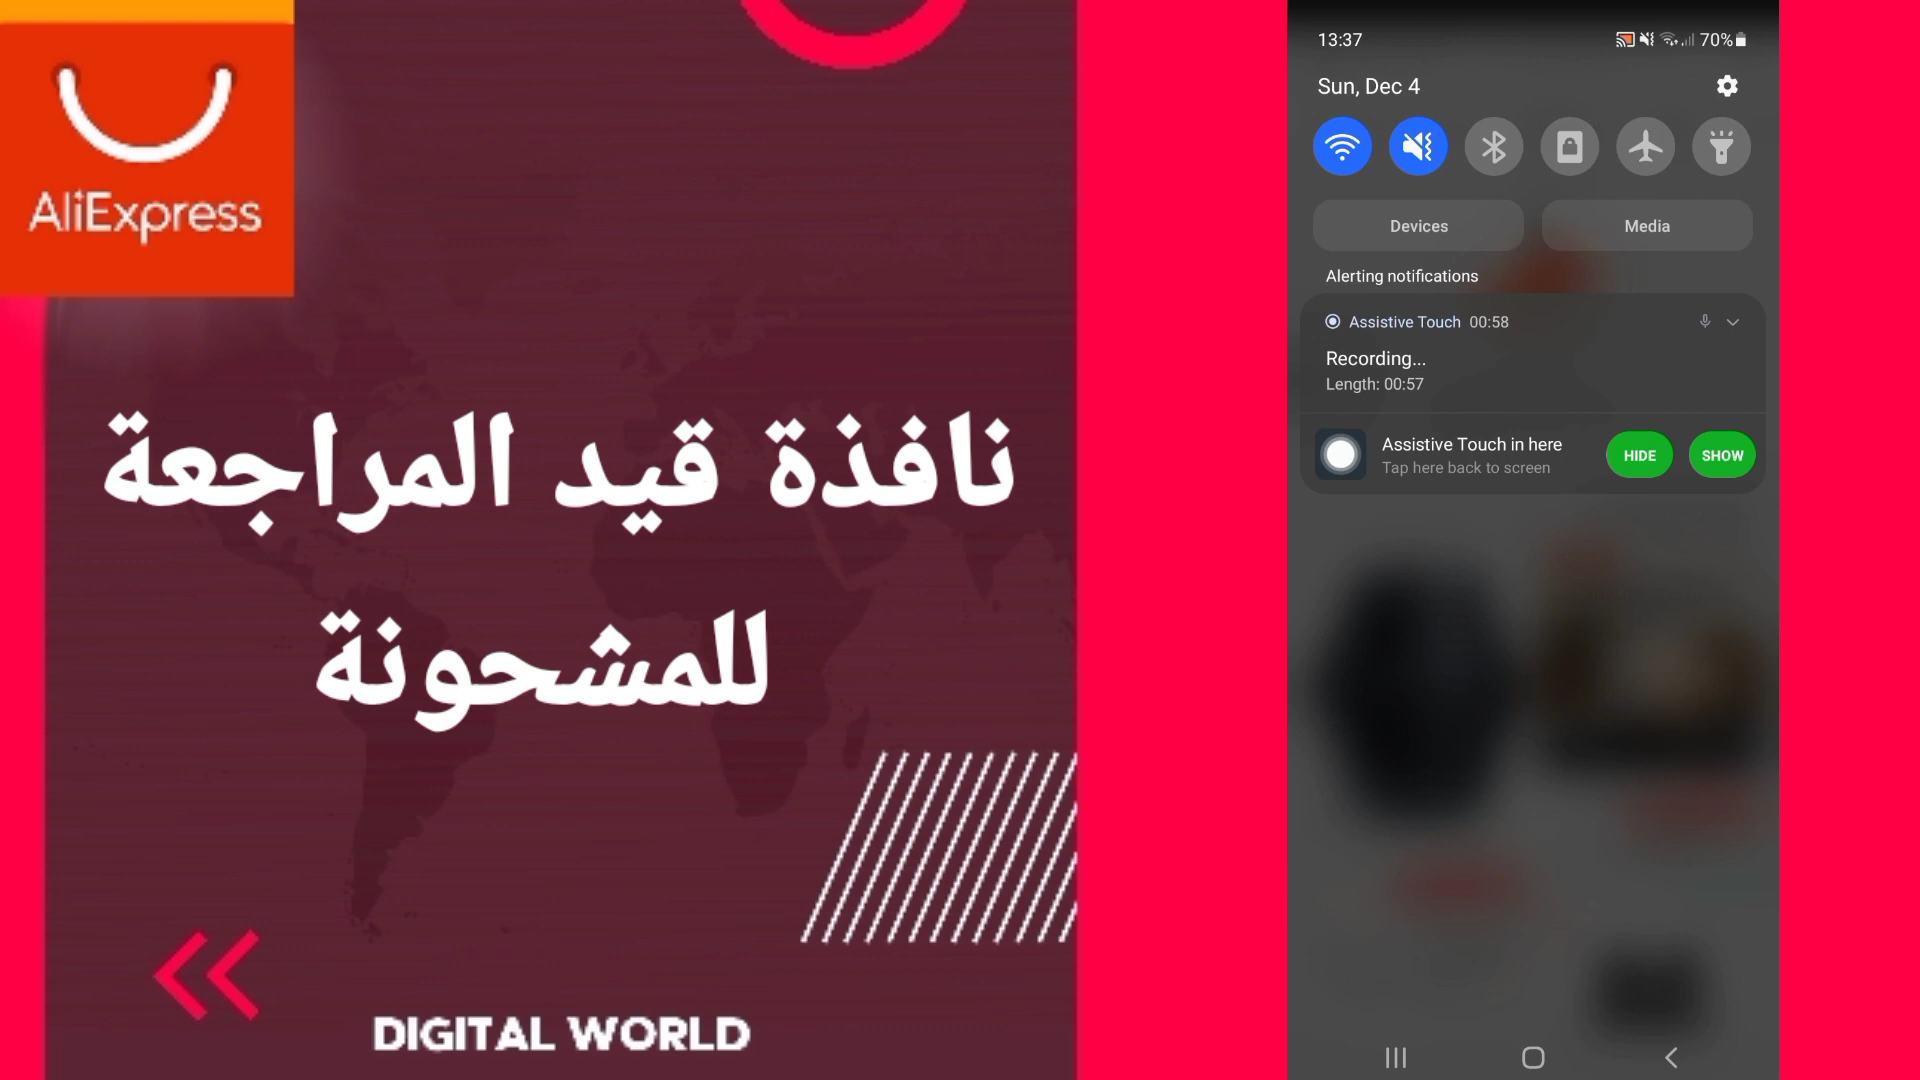 AliExpress
نافذة قيد المراجعة
للمشحونة
DIGITAL WORLD
13:37
70%
Sun, Dec 4
Devices
Media
Alerting notifications
Assistive Touch 00:58
Recording...
Length: 00:57
Assistive Touch in here
Tap here back to screen
HIDE
SHOW